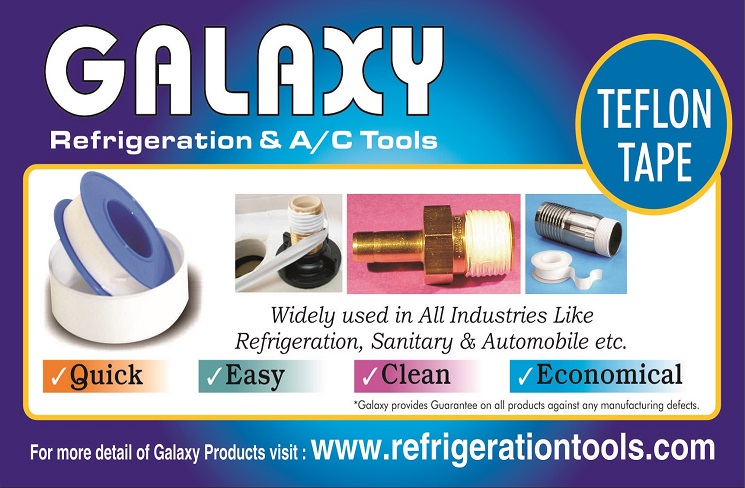 GALAXY
Refrigeration & A/C Tools
TEFLON
TAPE
Widely used in All Industries Like
Refrigeration, Sanitary & Automobile etc.
✓Quick ✓Easy ✓Clean ✓Economical
*Galaxy provides Guarantee on all products against any manufacturing defects.
For more detail of Galaxy Products visit : www.refrigerationtools.com